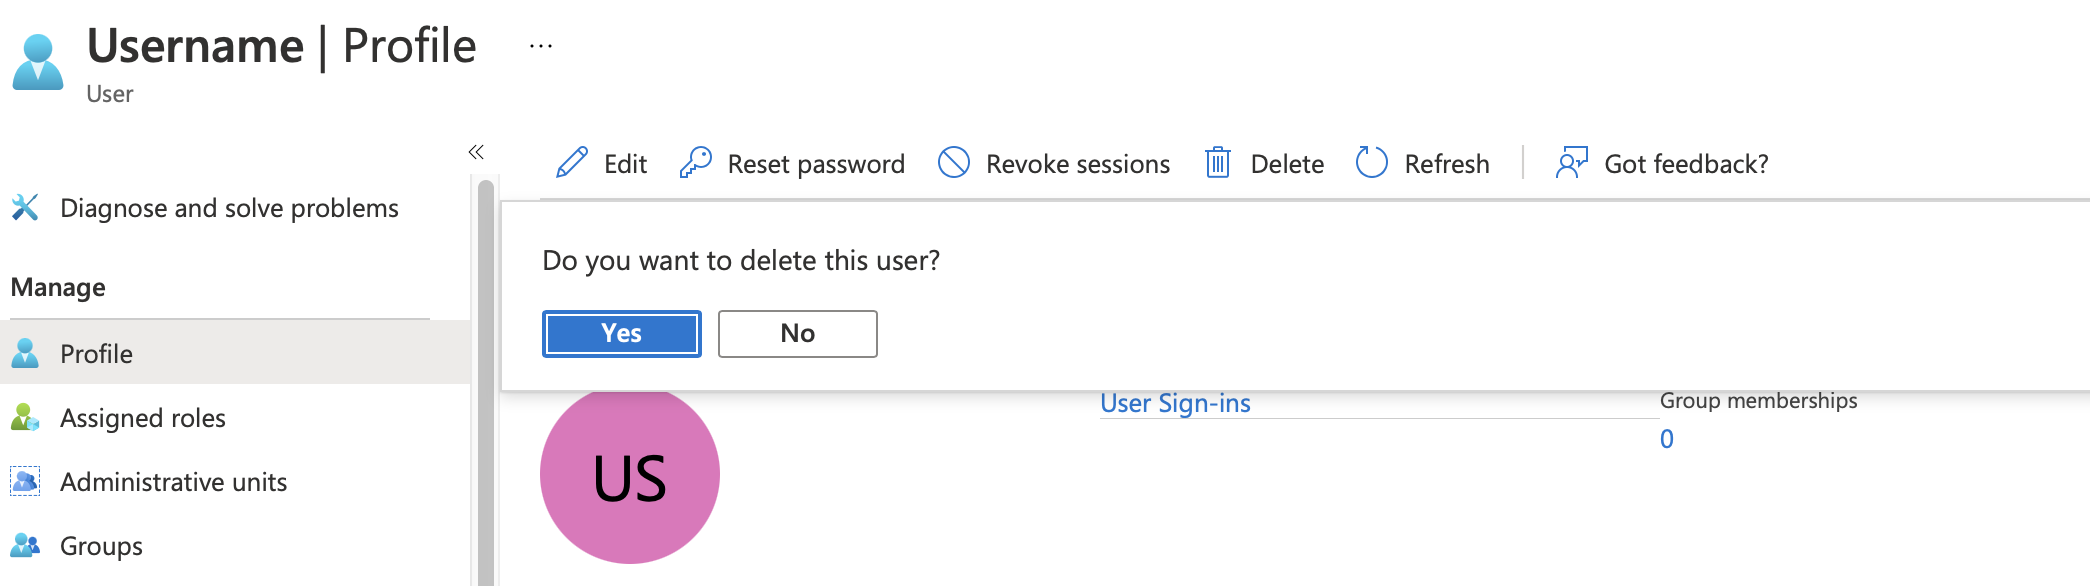 Username | Profile ...
User
«
Edit Reset password Revoke sessions Delete Refresh Got feedback?
Diagnose and solve problems
Manage
Profile
Assigned roles
Administrative units
Groups
Do you want to delete this user?
Yes No
US
User Sign-ins
Group memberships
0